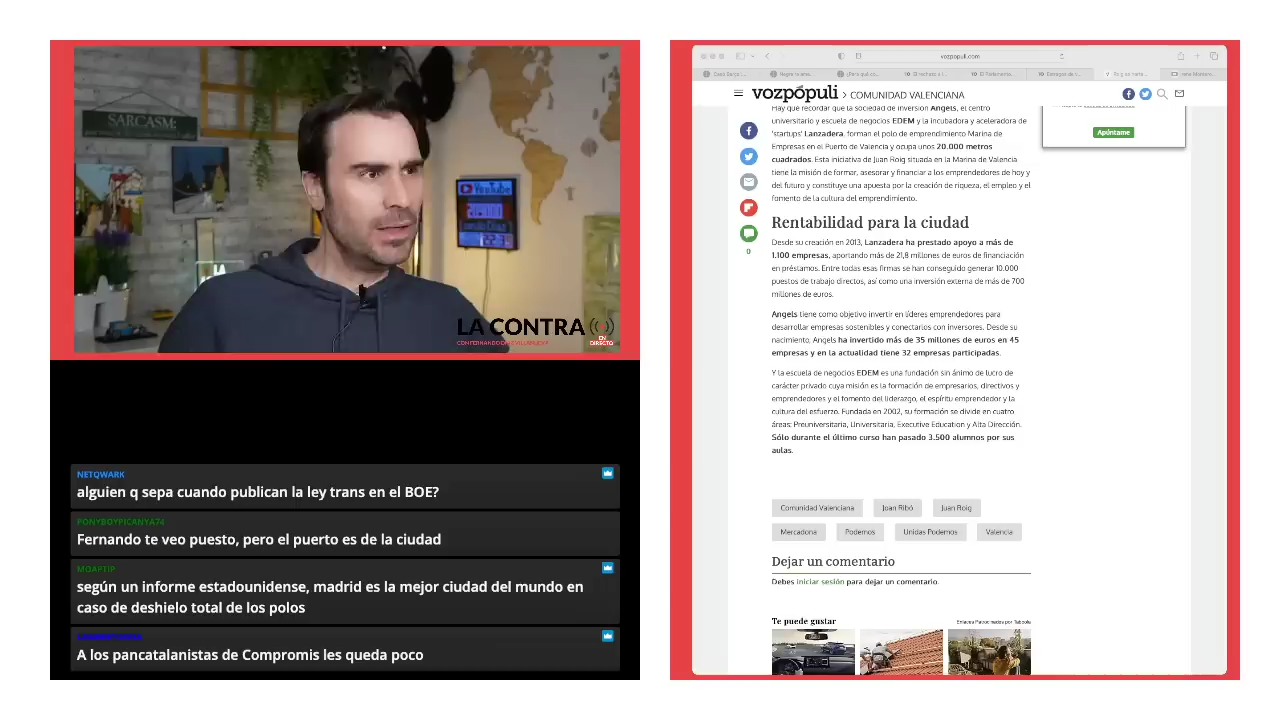 SARCASM:
YouTube
LA CONTRA
EN
DIRECTO
NETQWARK
alguien q sepa cuando publican la ley trans en el BOE?
PONYBOYPICANYA74
Fernando te veo puesto, pero el puerto es de la ciudad
según un informe estadounidense, madrid es la mejor ciudad del mundo en
caso de deshielo total de los polos
A los pancatalanistas de Compromis les queda poco
vozpopuli.com
vozpópuli > COMUNIDAD VALENCIANA
Hay que recordar que la sociedad de inversión Angels, el centro
universitario y escuela de negocios EDEM y la incubadora y aceleradora de
'startups' Lanzadera, forman el polo de emprendimiento Marina de
Empresas en el Puerto de Valencia y ocupa unos 20.000 metros
cuadrados. Esta iniciativa de Juan Roig situada en la Marina de Valencia
tiene la misión de formar, asesorar y financiar a los emprendedores de hoy y
del futuro y constituye una apuesta por la creación de riqueza, el empleo y el
fomento de la cultura del emprendimiento.
Apúntame
0
Rentabilidad para la ciudad
Desde su creación en 2013, Lanzadera ha prestado apoyo a más de
1.100 empresas, aportando más de 21,8 millones de euros de financiación
en préstamos. Entre todas esas firmas se han conseguido generar 10.000
puestos de trabajo directos, así como una inversión externa de más de 700
millones de euros.
Angels tiene como objetivo invertir en líderes emprendedores para
desarrollar empresas sostenibles y conectarlos con inversores. Desde su
nacimiento, Angels ha invertido más de 35 millones de euros en 45
empresas y en la actualidad tiene 32 empresas participadas.
Y la escuela de negocios EDEM es una fundación sin ánimo de lucro de
carácter privado cuya misión es la formación de empresarios, directivos y
emprendedores y el fomento del liderazgo, el espíritu emprendedor y la
cultura del esfuerzo. Fundada en 2002, su formación se divide en cuatro
áreas: Preuniversitaria, Universitaria, Executive Education y Alta Dirección.
Sólo durante el último curso han pasado 3.500 alumnos por sus
aulas.
Comunidad Valenciana Joan Ribó Juan Roig
Mercadona Podemos Unidas Podemos Valencia
Dejar un comentario
Debes iniciar sesión para dejar un comentario.
Te puede gustar
Enlaces Patrocinados por Taboola